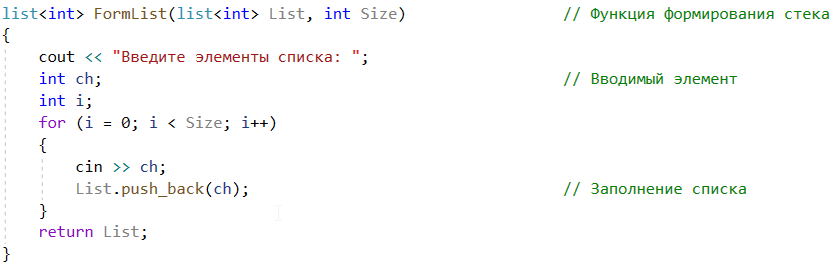 list<int> FormList(list<int> List, int Size) // Функция формирования стека
{
cout << "Введите элементы списка: ";
int ch; // Вводимый элемент
int i;
for (i = 0; i < Size; i++)
{
cin >> ch;
List.push_back(ch); // Заполнение списка
}
return List;
}